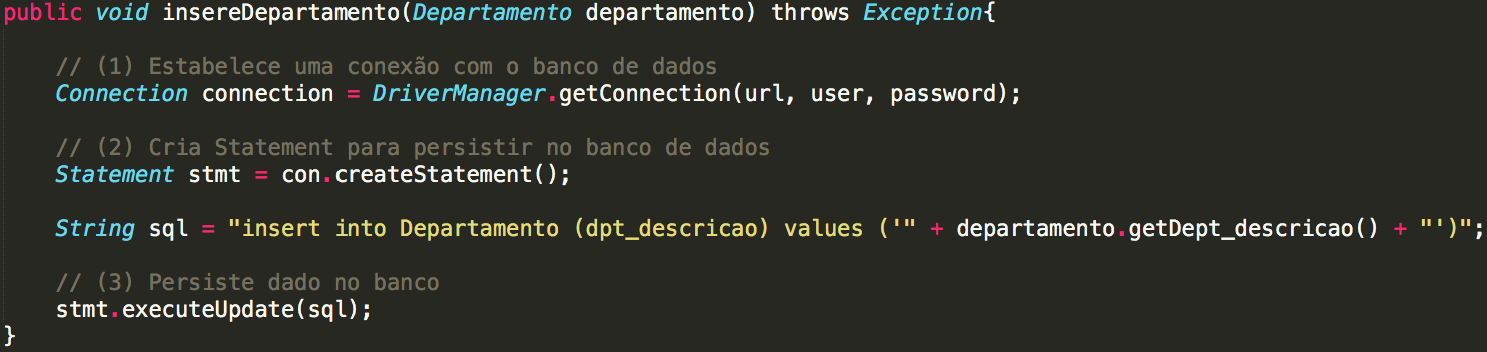 public void insereDepartamento(Departamento departamento) throws Exception{
// (1) Estabelece uma conexão com o banco de dados
Connection connection = DriverManager.getConnection(url, user, password);
// (2) Cria Statement para persistir no banco de dados
Statement stmt = con.createStatement();
String sql = "insert into Departamento (dpt_descricao) values ('" + departamento.getDept_descricao() + "')";
// (3) Persiste dado no banco
stmt.executeUpdate(sql);
}